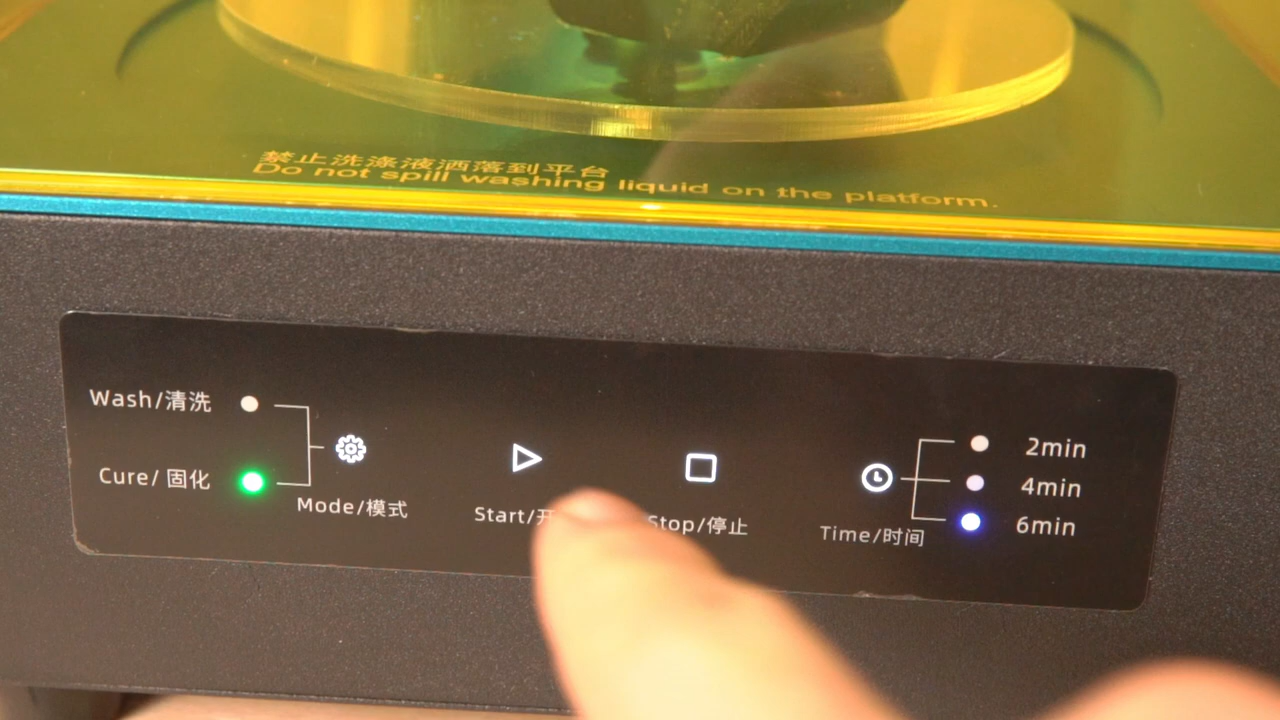 禁止洗涤液洒落到平台
Do not spill washing liquid on the platform.
Wash/清洗
Cure/ 固化
Mode/模式
Start/开
Stop/停止
Time/时间
2min
4min
6min